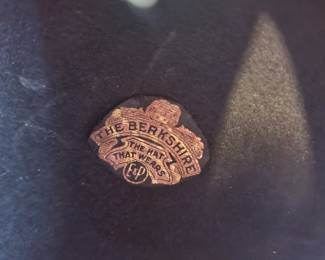 THE BERKSHIRE
THE HAT
THAT WEARS
E&P